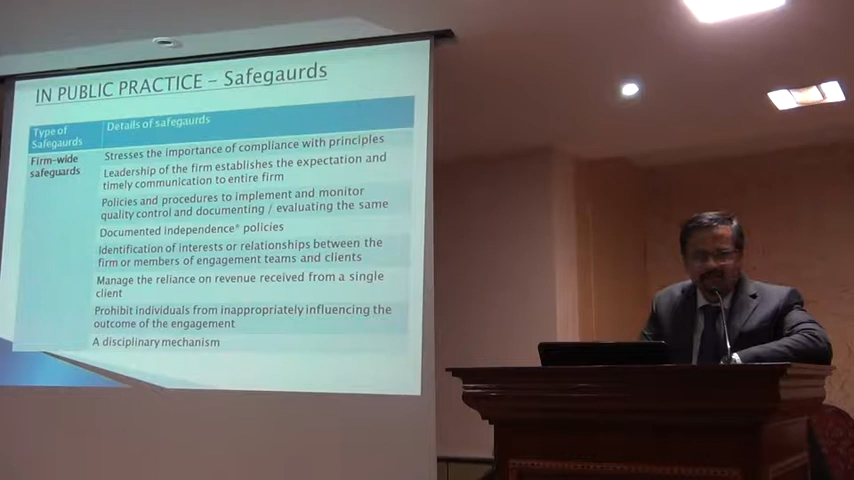 IN PUBLIC PRACTICE – Safegaurds
Type of Safegaurds
Details of safegaurds
Firm-wide safeguards
Stresses the importance of compliance with principles
Leadership of the firm establishes the expectation and
timely communication to entire firm
Policies and procedures to implement and monitor
quality control and documenting / evaluating the same
Documented independence* policies
Identification of interests or relationships between the
firm or members of engagement teams and clients
Manage the reliance on revenue received from a single
client
Prohibit individuals from inappropriately influencing the
outcome of the engagement
A disciplinary mechanism